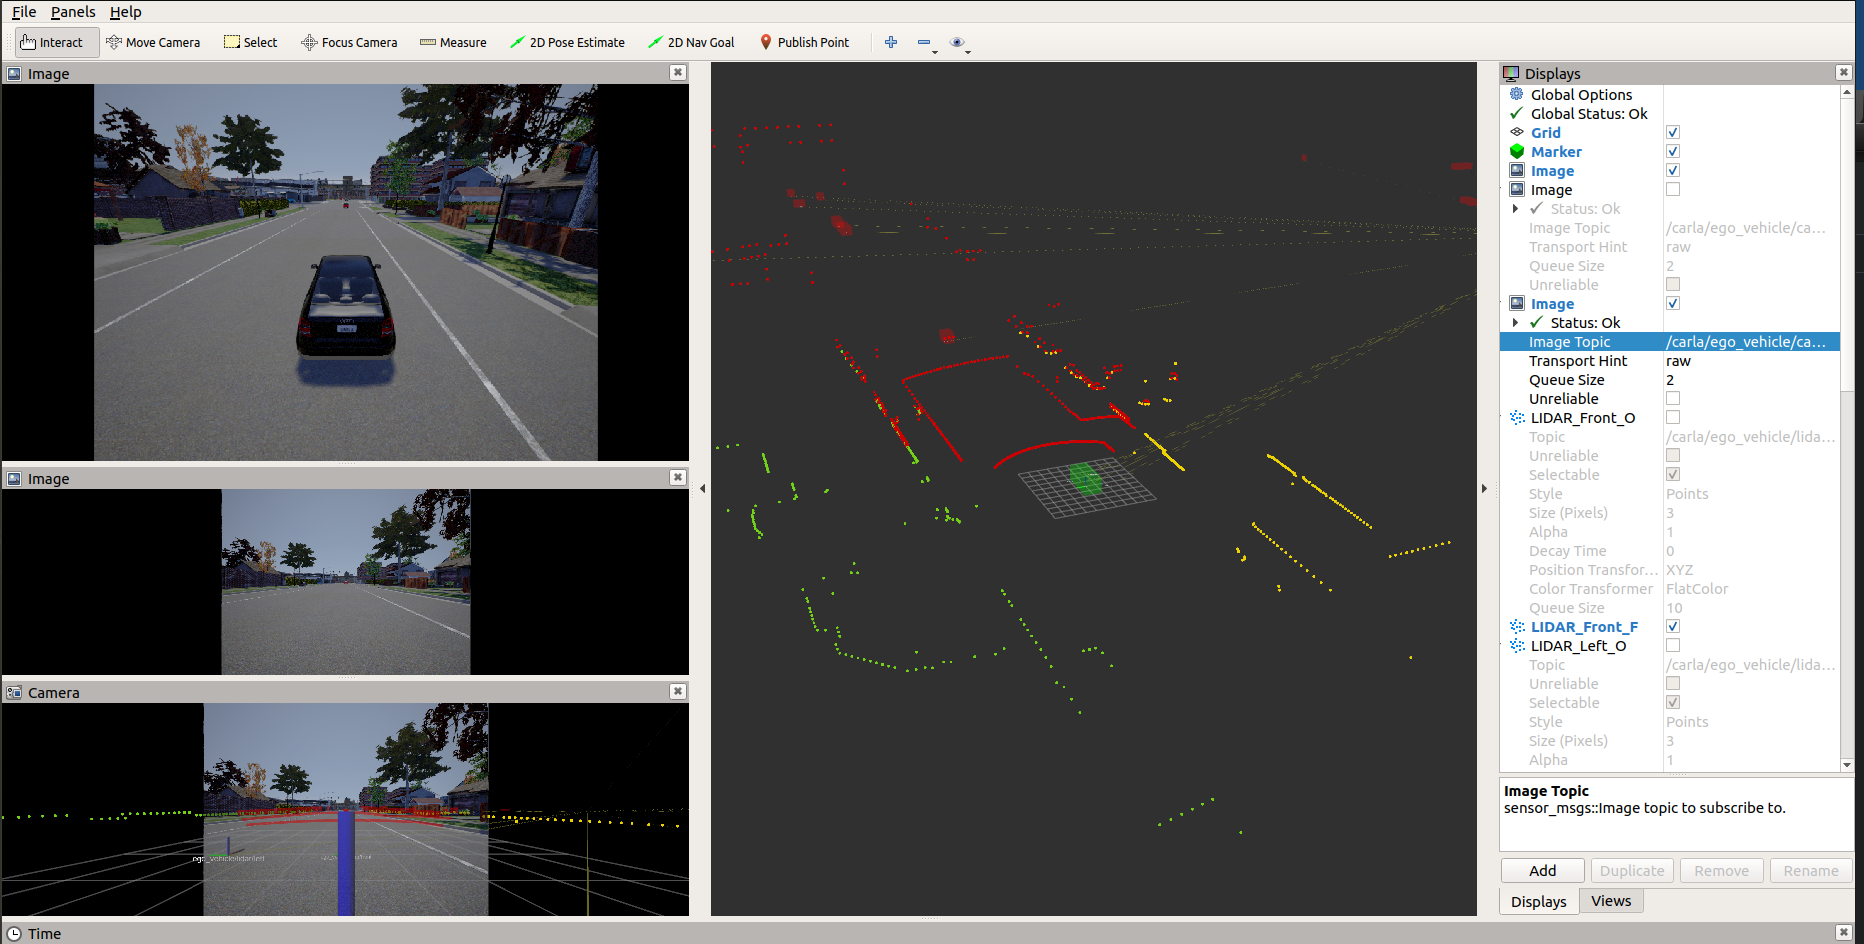 File Panels Help
Interact Move Camera Select Focus Camera Measure 2D Pose Estimate 2D Nav Goal Publish Point
Image
Image
Camera
ego_vehicle/lidar/left
Time
Displays
Global Options
Global Status: Ok
Grid
Marker
Image
Image
Status: Ok
Image Topic /carla/ego_vehicle/ca...
Transport Hint raw
Queue Size 2
Unreliable
Image
Status: Ok
Image Topic /carla/ego_vehicle/ca...
Transport Hint raw
Queue Size 2
Unreliable
LIDAR_Front_O
Topic /carla/ego_vehicle/lida...
Unreliable
Selectable
Style Points
Size (Pixels) 3
Alpha 1
Decay Time 0
Position Transfor... XYZ
Color Transformer FlatColor
Queue Size 10
LIDAR_Front_F
LIDAR_Left_O
Topic /carla/ego_vehicle/lida...
Unreliable
Selectable
Style Points
Size (Pixels) 3
Alpha 1
Image Topic
sensor_msgs::Image topic to subscribe to.
Add Duplicate Remove Rename
Displays Views